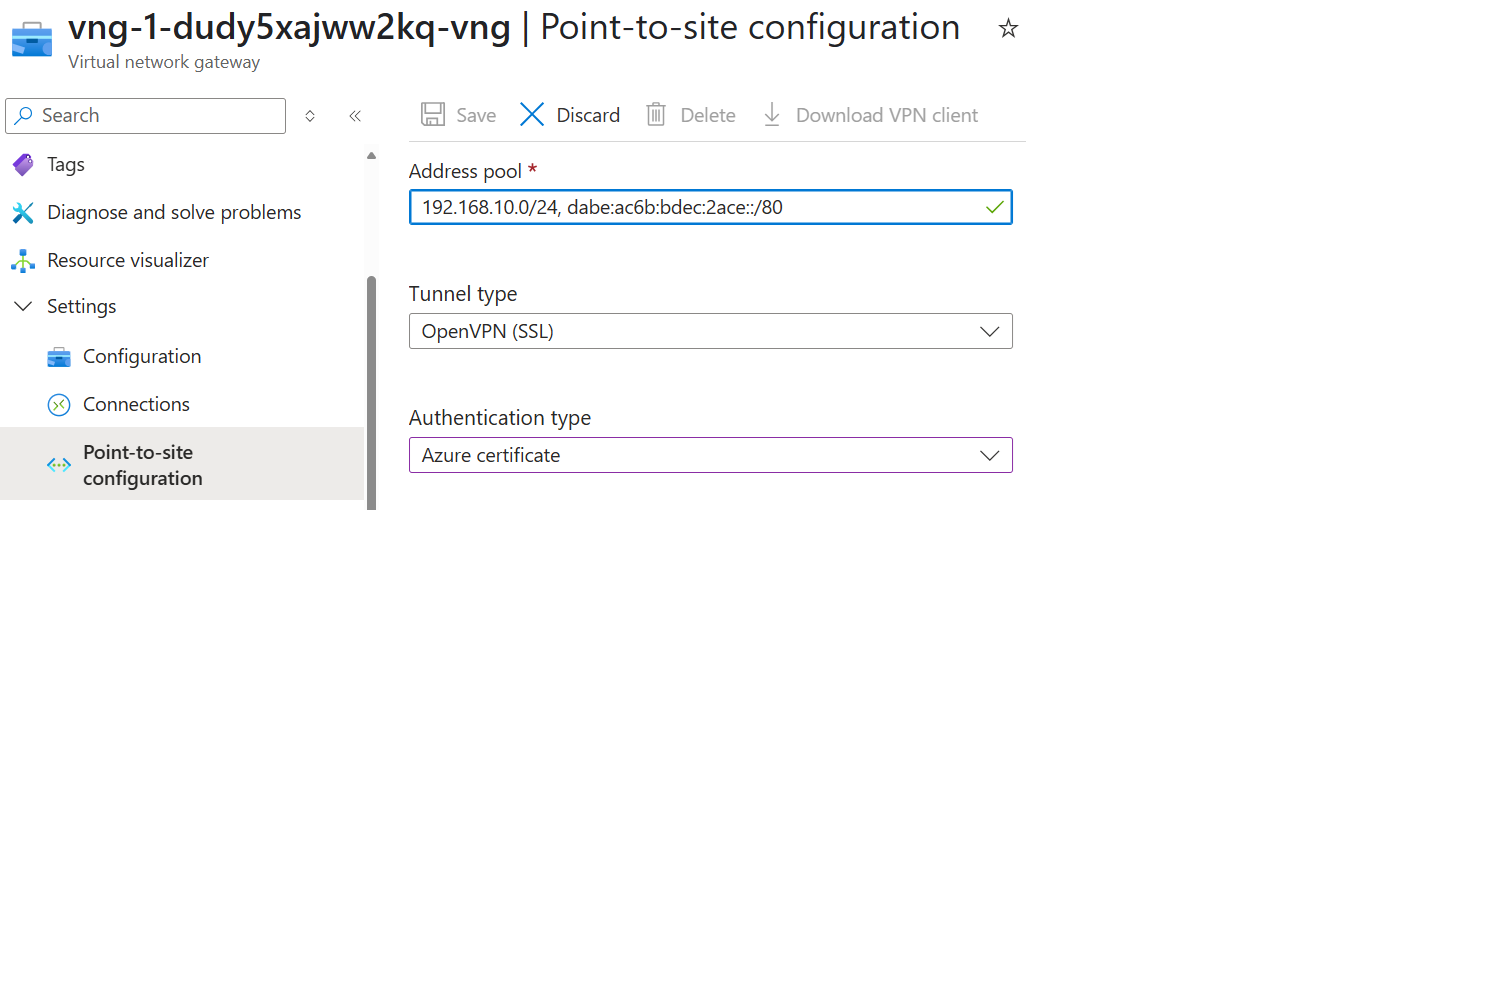 vng-1-dudy5xajww2kq-vng | Point-to-site configuration
Virtual network gateway
Search
Save
Discard
Delete
Download VPN client
Tags
Diagnose and solve problems
Resource visualizer
Settings
Configuration
Connections
Point-to-site
configuration
Address pool *
192.168.10.0/24, dabe:ac6b:bdec:2ace::/80
Tunnel type
OpenVPN (SSL)
Authentication type
Azure certificate